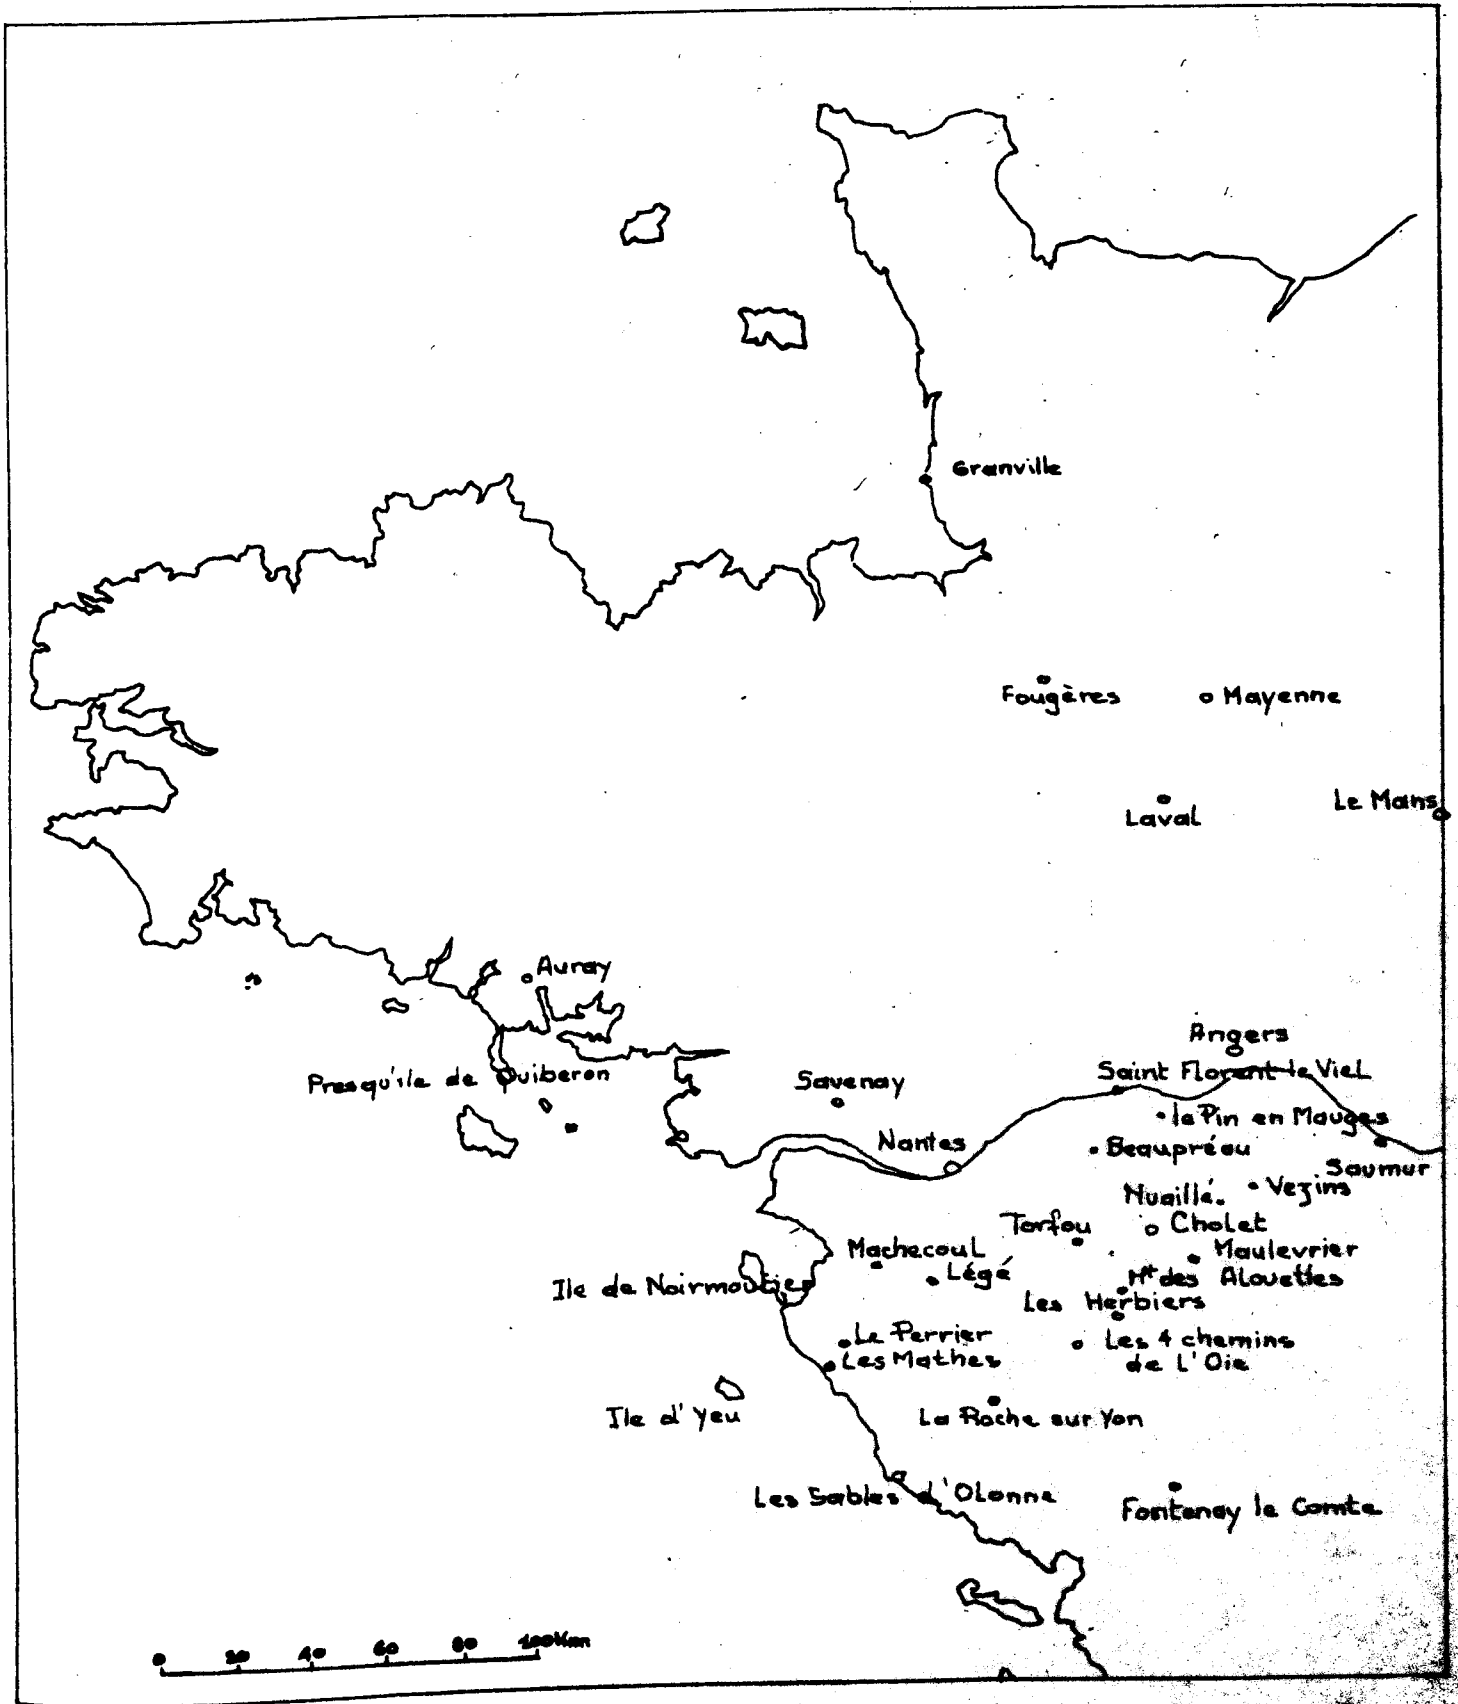 Granville
Fougères
Mayenne
Laval
Le Mans
Auray
Angers
Presqu'ile de Quiberon
Savenay
Saint Florent le Viel
le Pin en Mauges
Nantes
Beaupréau
Saumur
Nuaillé
Vezins
Torfou
Cholet
Machecoul
Maulevrier
Légé
Mt des Alouettes
Ile de Noirmoutier
Les Herbiers
Le Perrier
Les 4 chemins
de L'Oie
Les Mathes
Ile d'Yeu
La Roche sur Yon
Les Sables d'Olonne
Fontenay le Comte
0 20 40 60 80 100Km